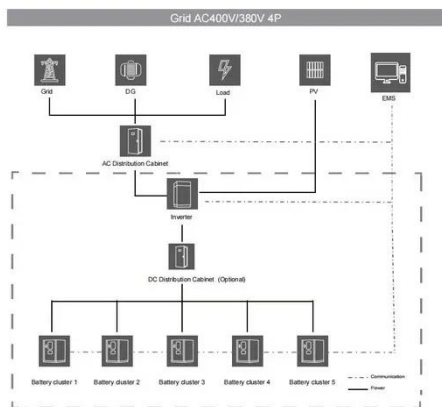 Grid AC400V/380V 4P
Grid
DG
Load
PV
EMS
AC Distribution Cabinet
Inverter
DC Distribution Cabinet (Optional)
Battery cluster 1
Battery cluster 2
Battery cluster 3
Battery cluster 4
Battery cluster 5
Communication
Power